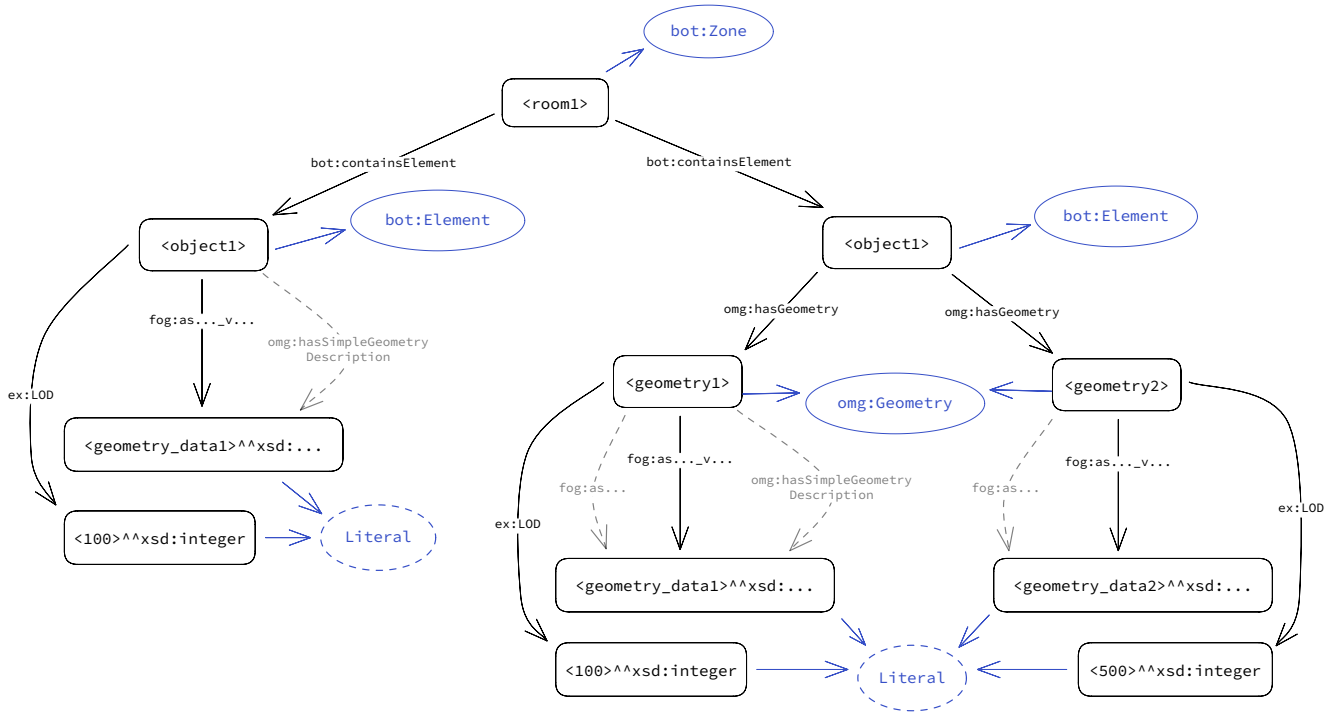 bot:Zone
<room1>
bot:containsElement
bot:containsElement
bot:Element
bot:Element
<object1>
<object1>
omg:hasGeometry
omg:hasGeometry
fog:as..._v...
omg:hasSimpleGeometry
Description
ex:LOD
<geometry1>
omg:Geometry
<geometry2>
<geometry_data1>^^xsd:...
fog:as..._v...
fog:as..._v...
fog:as...
omg:hasSimpleGeometry
Description
fog:as...
ex:LOD
ex:LOD
<100>^^xsd:integer
Literal
<geometry_data1>^^xsd:...
<geometry_data2>^^xsd:...
<100>^^xsd:integer
Literal
<500>^^xsd:integer